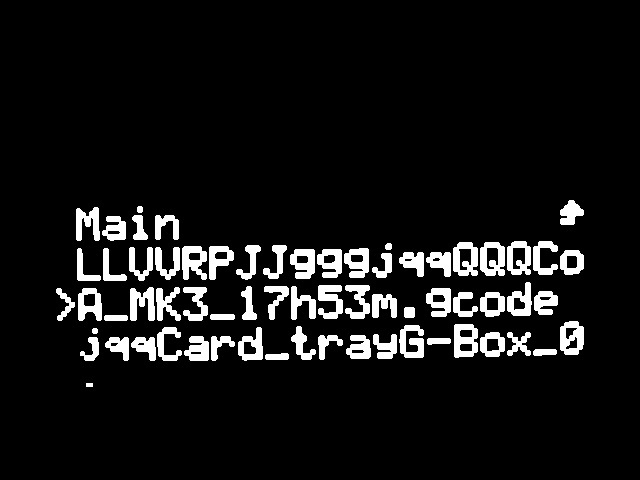 Main
LLVVRPJJgggjqqQQQCo
>A_MK3_17h53m.gcode
jqqCard_trayG-Box_0
-